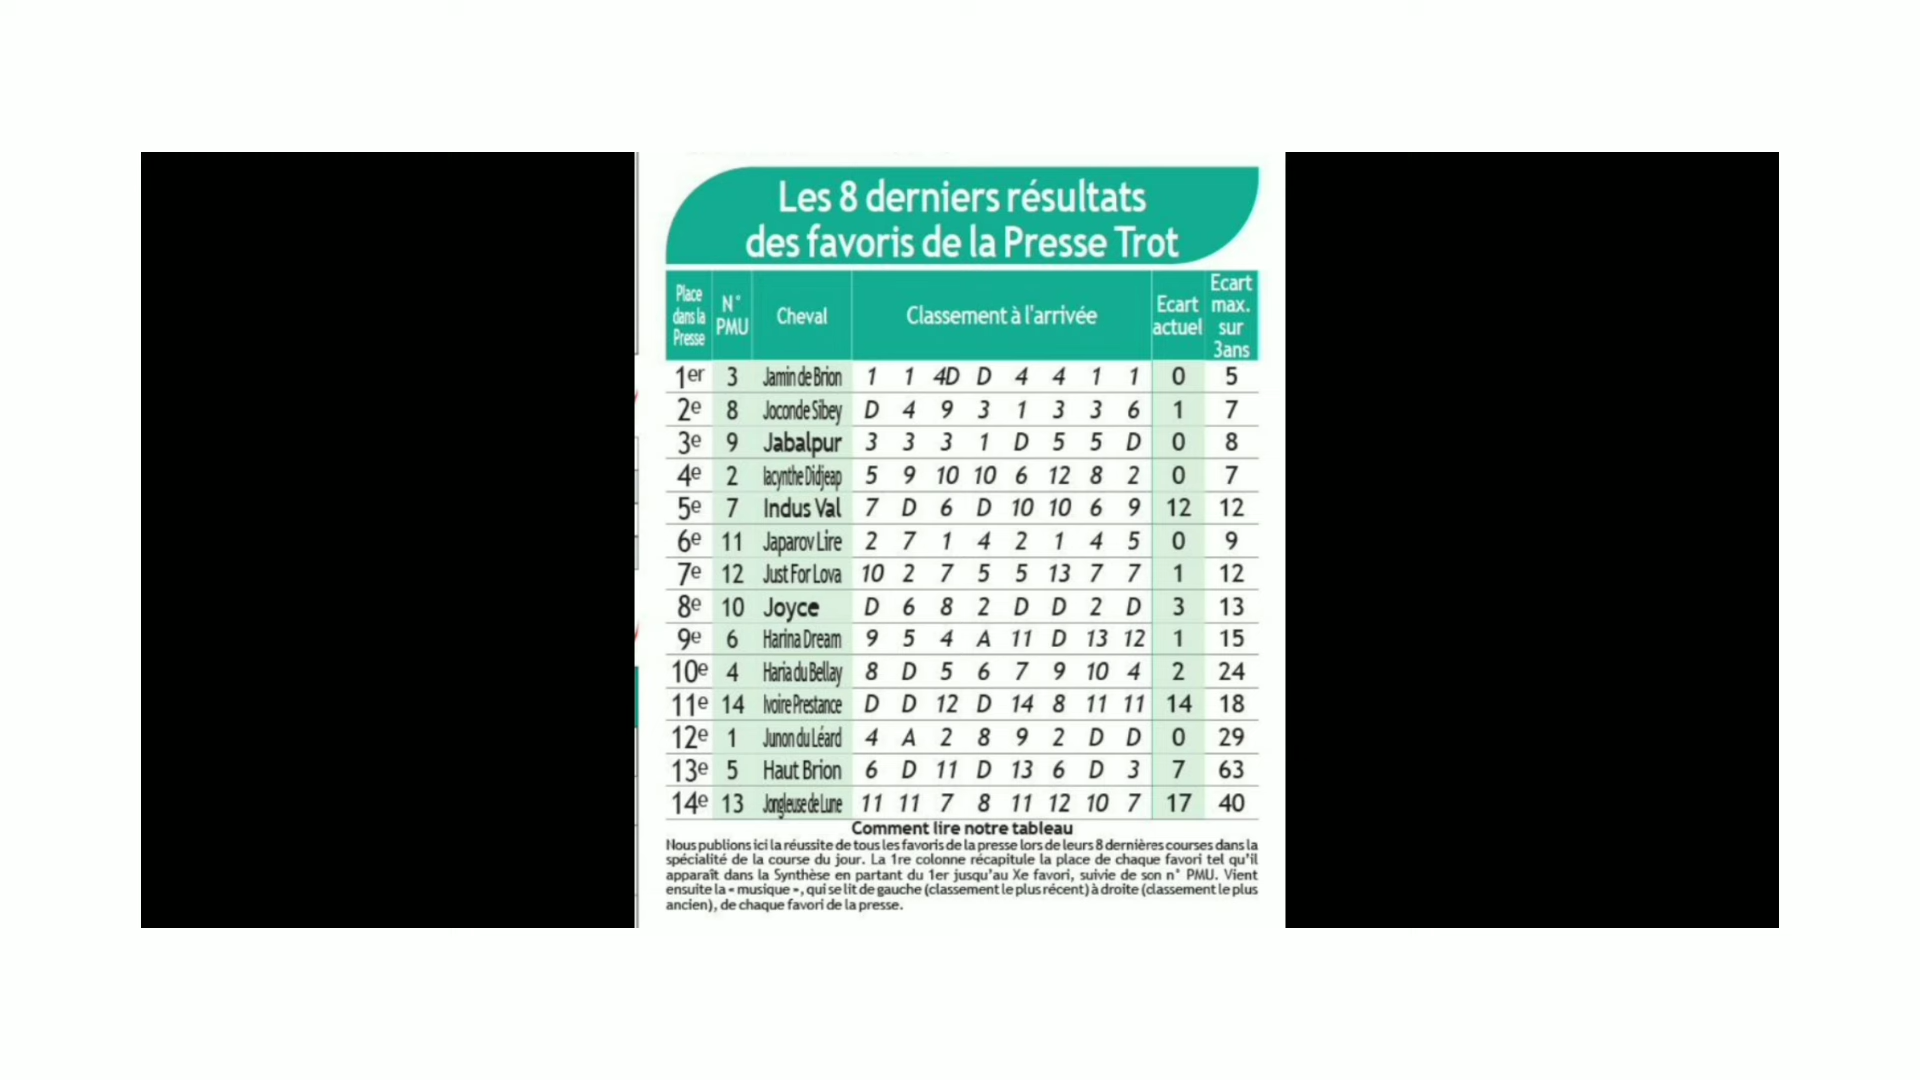 Les 8 derniers résultats
des favoris de la Presse Trot
Place dans la Presse N° PMU Cheval Classement à l'arrivée Ecart actuel Ecart max. sur 3ans
1er 3 Jamin de Brion 1 1 4D D 4 4 1 1 0 5
2e 8 Joconde Sibey D 4 9 3 1 3 3 6 1 7
3e 9 Jabalpur 3 3 3 1 D 5 5 D 0 8
4e 2 Iacynthe Didjeap 5 9 10 10 6 12 8 2 0 7
5e 7 Indus Val 7 D 6 D 10 10 6 9 12 12
6e 11 Japarov Lire 2 7 1 4 2 1 4 5 0 9
7e 12 Just For Lova 10 2 7 5 5 13 7 7 1 12
8e 10 Joyce D 6 8 2 D D 2 D 3 13
9e 6 Harina Dream 9 5 4 A 11 D 13 12 1 15
10e 4 Haria du Bellay 8 D 5 6 7 9 10 4 2 24
11e 14 Ivoire Prestance D D 12 D 14 8 11 11 14 18
12e 1 Junon du Léard 4 A 2 8 9 2 D D 0 29
13e 5 Haut Brion 6 D 11 D 13 6 D 3 7 63
14e 13 Jongleuse de Lune 11 11 7 8 11 12 10 7 17 40
Comment lire notre tableau
Nous publions ici la réussite de tous les favoris de la presse lors de leurs 8 dernières courses dans la
spécialité de la course du jour. La 1re colonne récapitule la place de chaque favori tel qu'il
apparaît dans la Synthèse en partant du 1er jusqu'au Xe favori, suivie de son n° PMU. Vient
ensuite la « musique », qui se lit de gauche (classement le plus récent) à droite (classement le plus
ancien), de chaque favori de la presse.